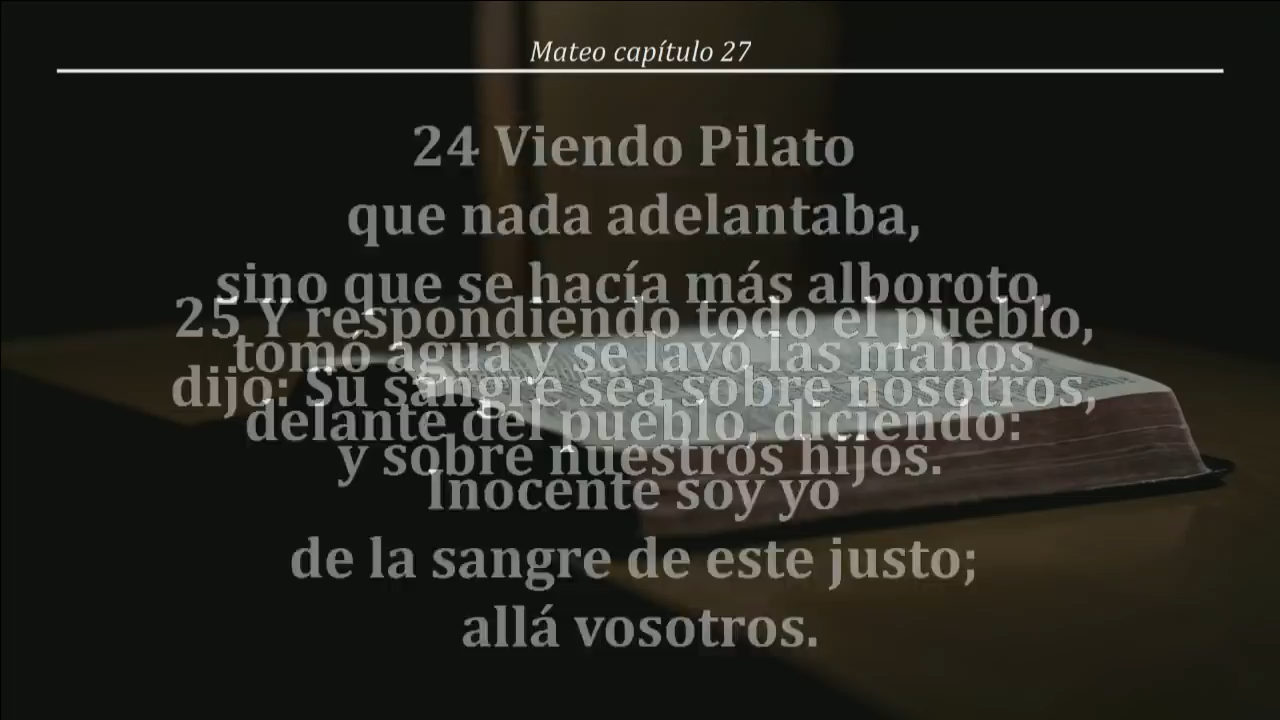 Mateo capítulo 27
24 Viendo Pilato
que nada adelantaba,
sino que se hacía más alboroto,
tomó agua y se lavó las manos
delante del pueblo, diciendo:
Inocente soy yo
de la sangre de este justo;
allá vosotros.
25 Y respondiendo todo el pueblo,
dijo: Su sangre sea sobre nosotros,
y sobre nuestros hijos.